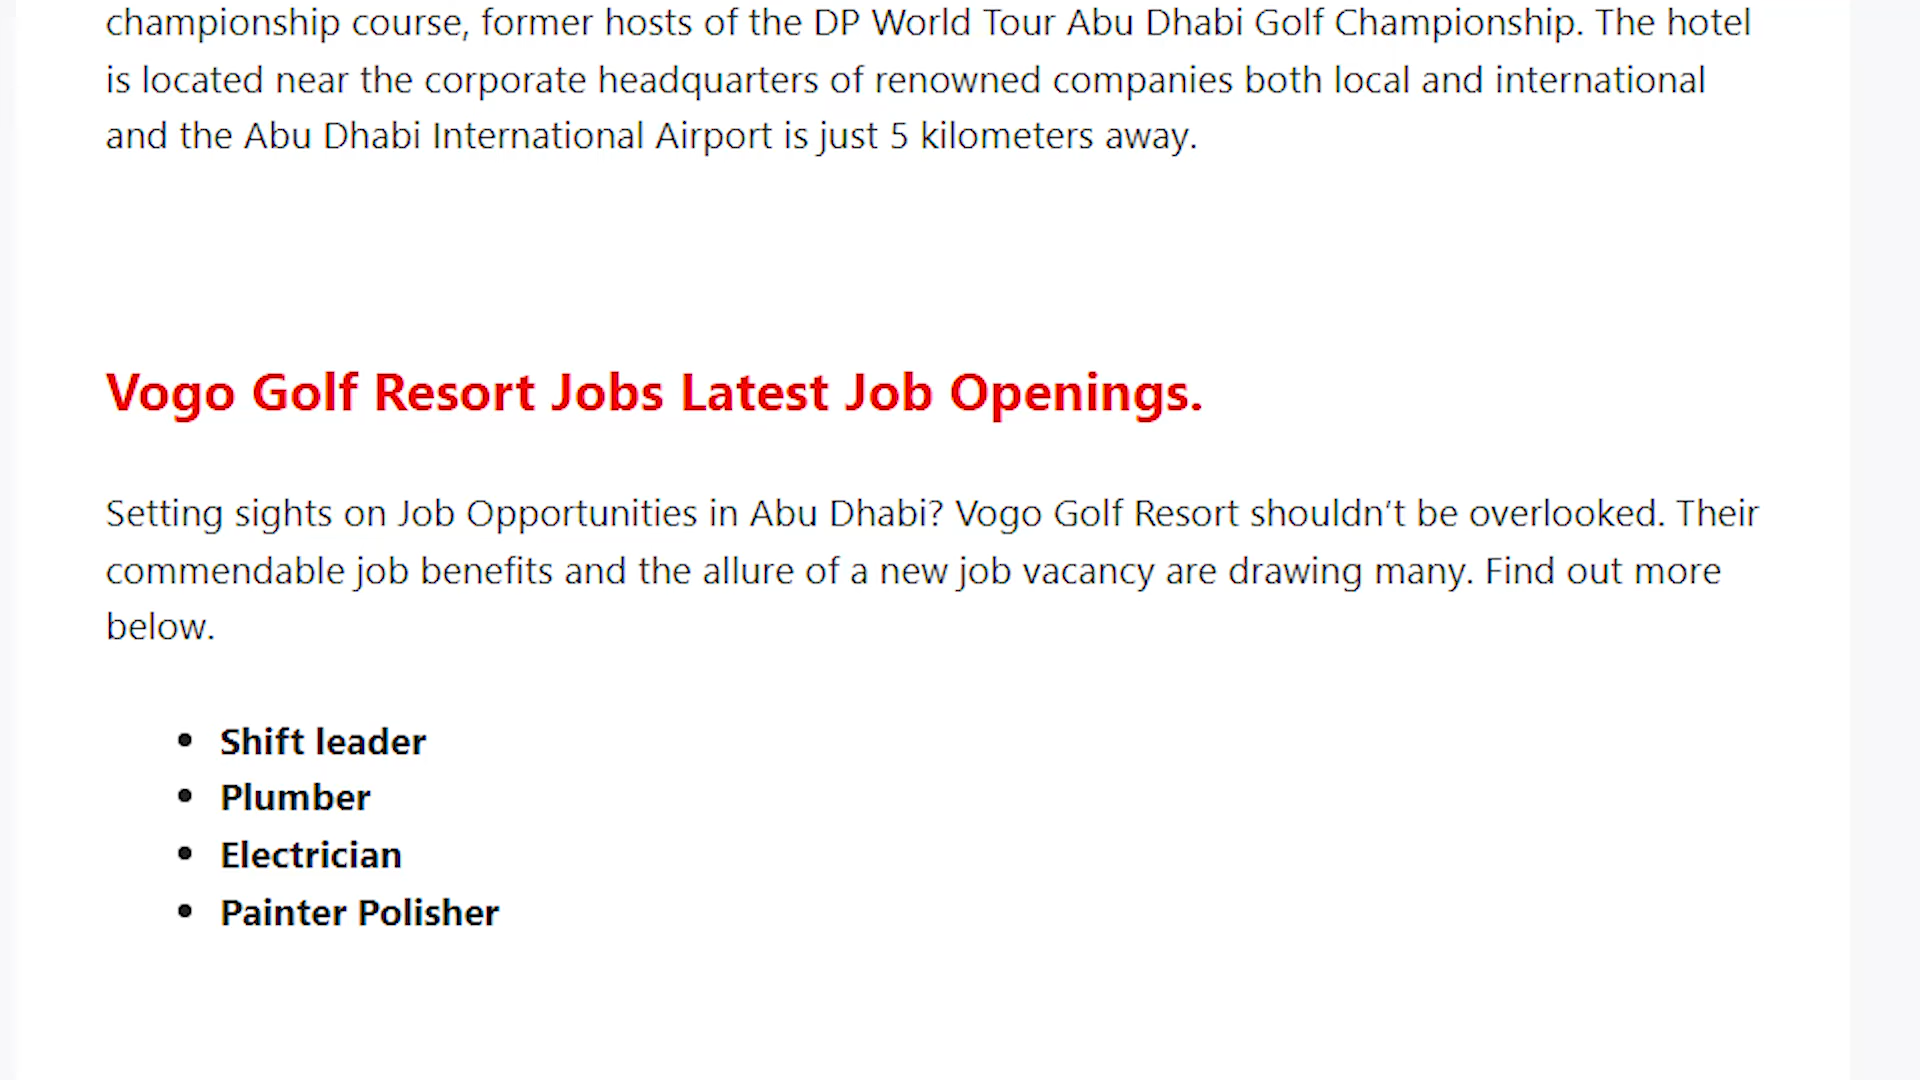 championship course, former hosts of the DP World Tour Abu Dhabi Golf Championship. The hotel
is located near the corporate headquarters of renowned companies both local and international
and the Abu Dhabi International Airport is just 5 kilometers away.
Vogo Golf Resort Jobs Latest Job Openings.
Setting sights on Job Opportunities in Abu Dhabi? Vogo Golf Resort shouldn’t be overlooked. Their
commendable job benefits and the allure of a new job vacancy are drawing many. Find out more
below.
• Shift leader
• Plumber
• Electrician
• Painter Polisher